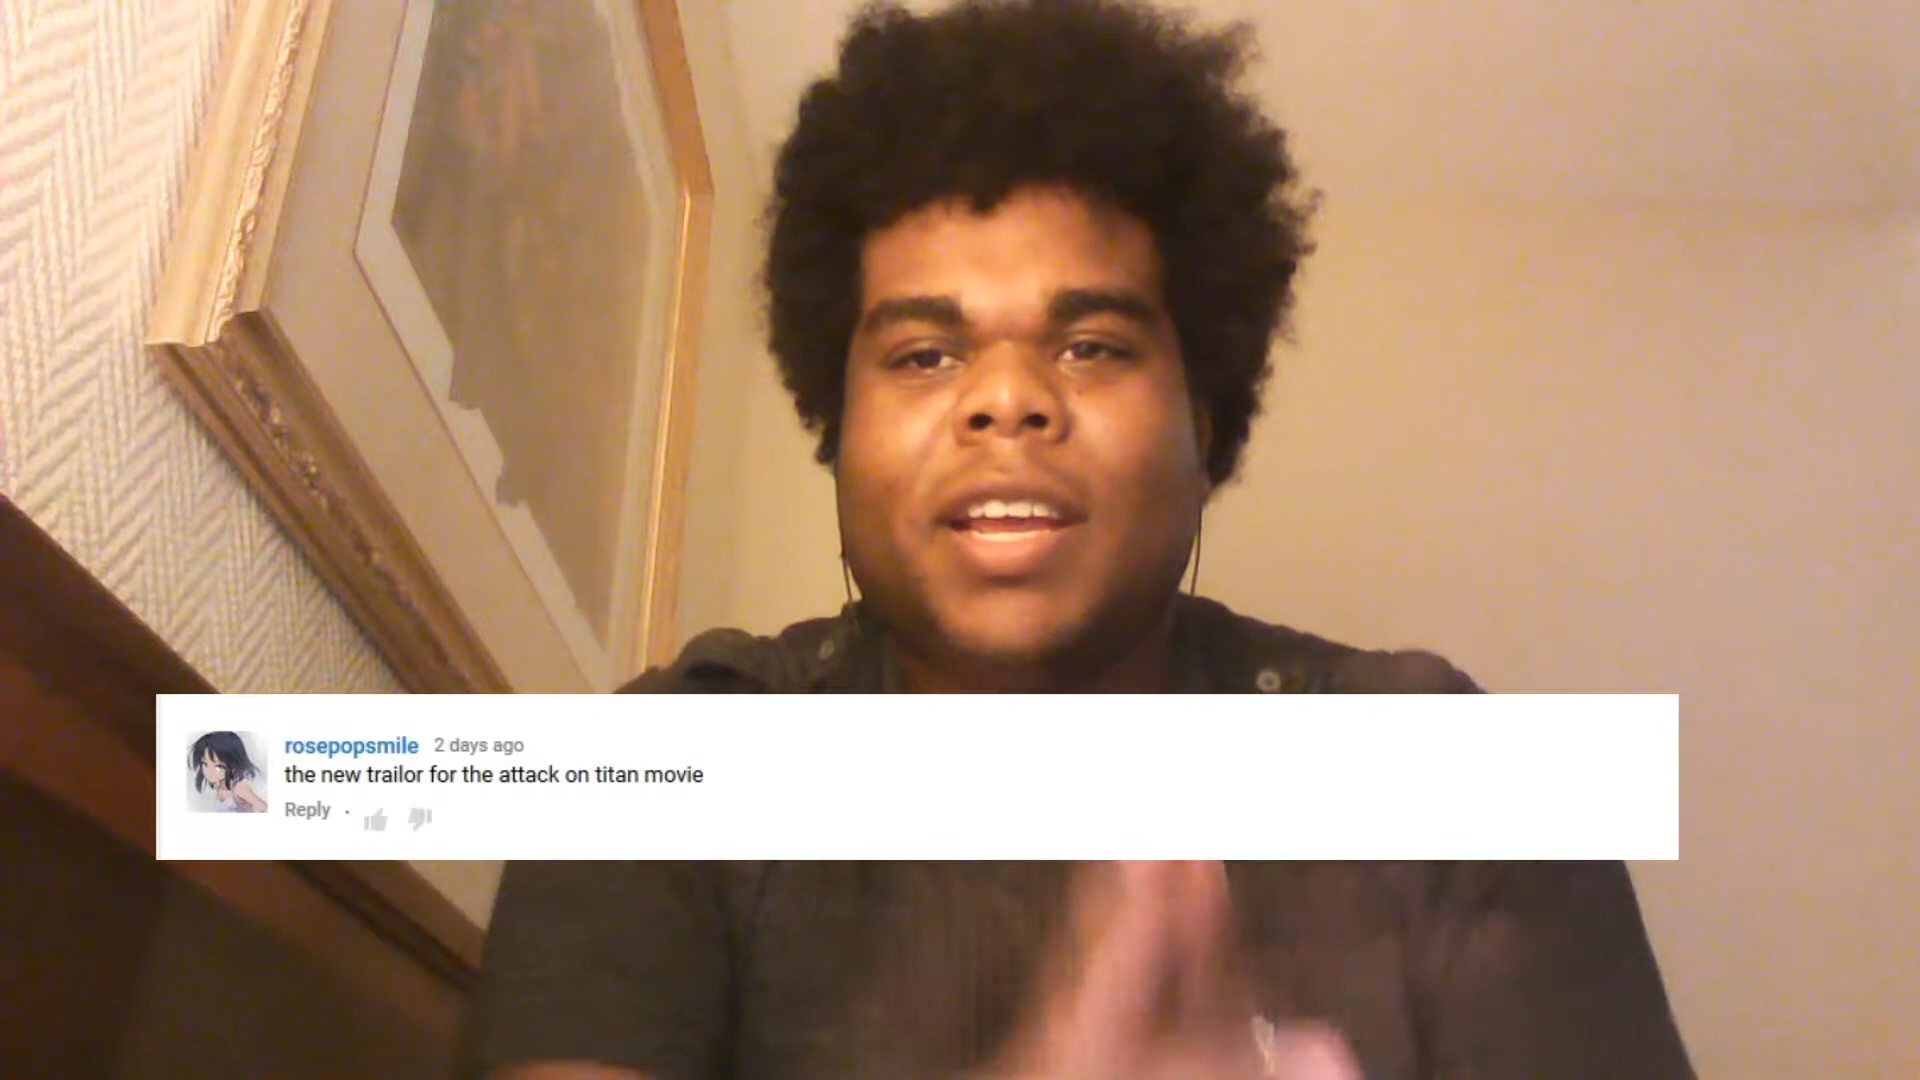 rosepopsmile 2 days ago
the new trailor for the attack on titan movie
Reply ·